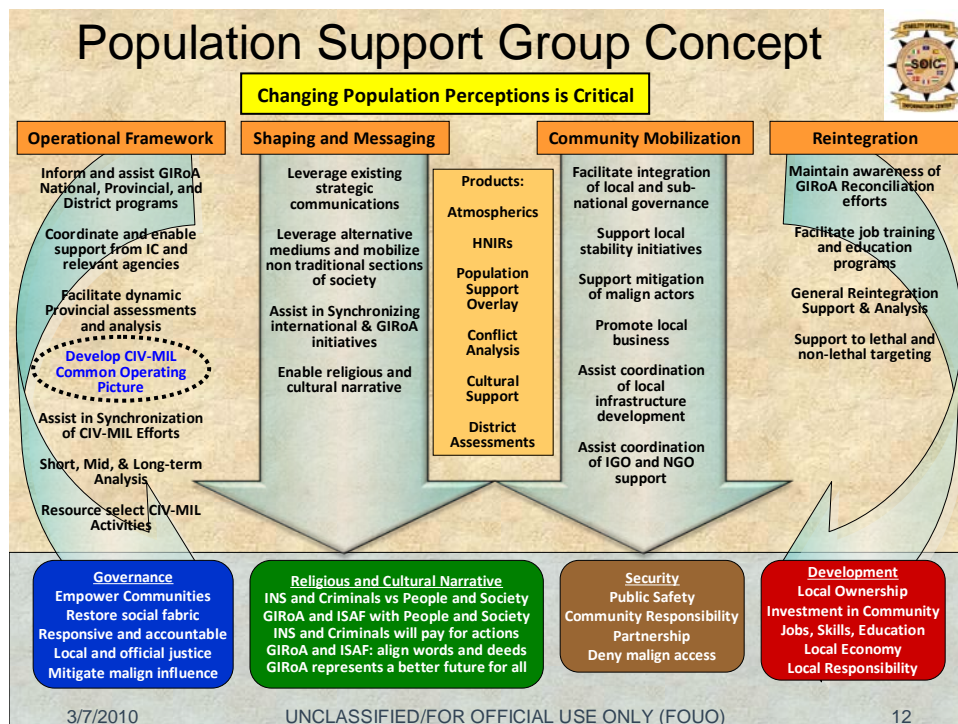 Population Support Group Concept
SOIC
Changing Population Perceptions is Critical
Operational Framework
Inform and assist GIRoA
National, Provincial, and
District programs
Coordinate and enable
support from IC and
relevant agencies
Facilitate dynamic
Provincial assessments
and analysis
Develop CIV-MIL
Common Operating
Picture
Assist in Synchronization
of CIV-MIL Efforts
Short, Mid, & Long-term
Analysis
Resource select CIV-MIL
Activities
Shaping and Messaging
Leverage existing
strategic
communications
Leverage alternative
mediums and mobilize
non traditional sections
of society
Assist in Synchronizing
international & GIRoA
initiatives
Enable religious and
cultural narrative
Products:
Atmospherics
HNIRs
Population
Support
Overlay
Conflict
Analysis
Cultural
Support
District
Assessments
Community Mobilization
Facilitate integration
of local and sub-
national governance
Support local
stability initiatives
Support mitigation
of malign actors
Promote local
business
Assist coordination
of local
infrastructure
development
Assist coordination
of IGO and NGO
support
Reintegration
Maintain awareness of
GIRoA Reconciliation
efforts
Facilitate job training
and education
programs
General Reintegration
Support & Analysis
Support to lethal and
non-lethal targeting
Governance
Empower Communities
Restore social fabric
Responsive and accountable
Local and official justice
Mitigate malign influence
Religious and Cultural Narrative
INS and Criminals vs People and Society
GIRoA and ISAF with People and Society
INS and Criminals will pay for actions
GIRoA and ISAF: align words and deeds
GIRoA represents a better future for all
Security
Public Safety
Community Responsibility
Partnership
Deny malign access
Development
Local Ownership
Investment in Community
Jobs, Skills, Education
Local Economy
Local Responsibility
3/7/2010
UNCLASSIFIED/FOR OFFICIAL USE ONLY (FOUO)
12